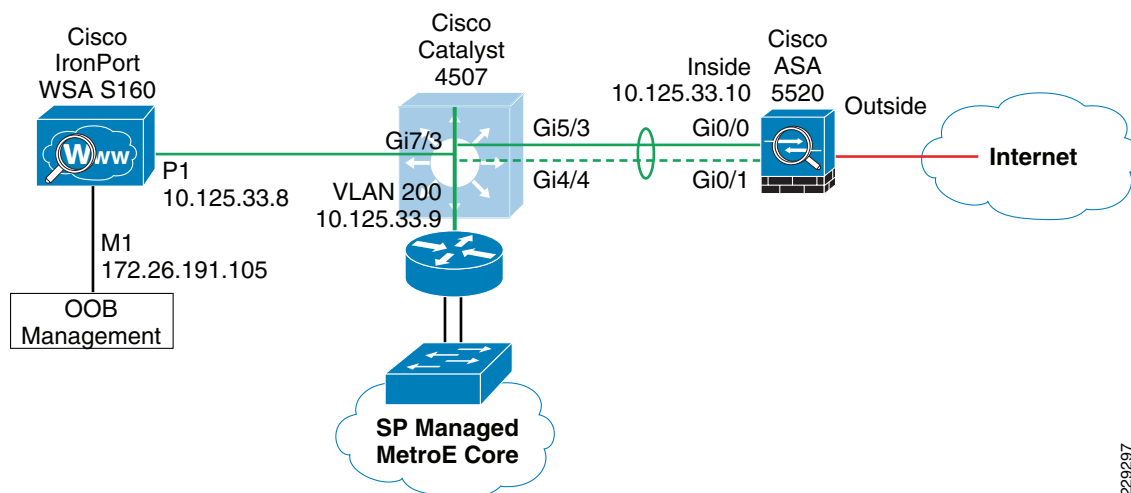 Cisco
IronPort
WSA S160
Www
P1
10.125.33.8
M1
172.26.191.105
OOB
Management
Cisco
Catalyst
4507
Gi7/3
VLAN 200
10.125.33.9
Gi5/3
Gi4/4
Inside
10.125.33.10
Gi0/0
Gi0/1
Cisco
ASA
5520
Outside
Internet
SP Managed
MetroE Core
229297